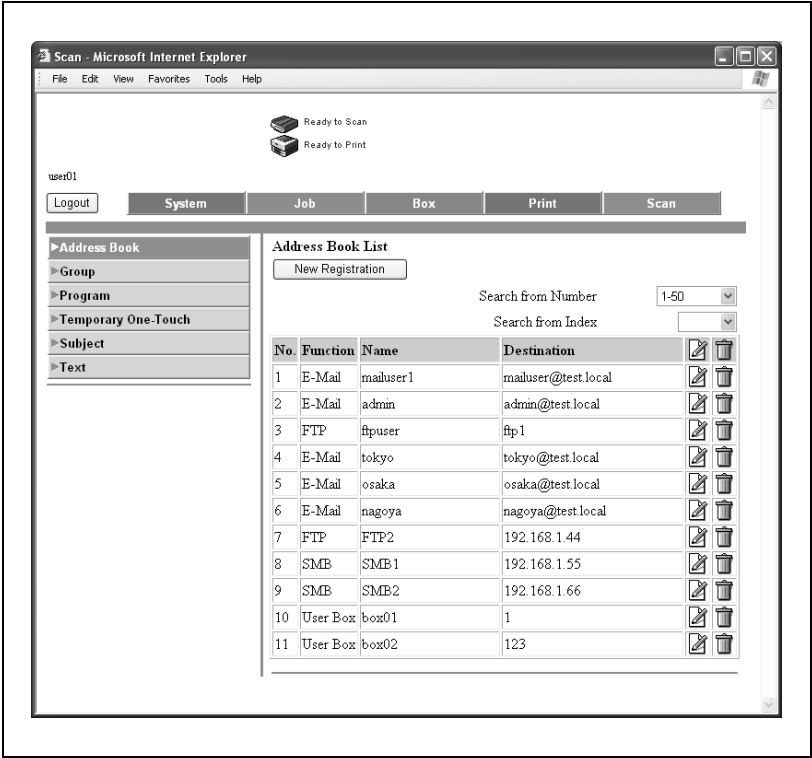 Scan - Microsoft Internet Explorer
File Edit View Favorites Tools Help
Ready to Scan
Ready to Print
user01
Logout System Job Box Print Scan
Address Book
Group
Program
Temporary One-Touch
Subject
Text
Address Book List
New Registration
Search from Number 1-50
Search from Index
No. Function Name Destination
1 E-Mail mailuser1 mailuser@test.local
2 E-Mail admin admin@test.local
3 FTP ftpuser ftp1
4 E-Mail tokyo tokyo@test.local
5 E-Mail osaka osaka@test.local
6 E-Mail nagoya nagoya@test.local
7 FTP FTP2 192.168.1.44
8 SMB SMB1 192.168.1.55
9 SMB SMB2 192.168.1.66
10 User Box box01 1
11 User Box box02 123